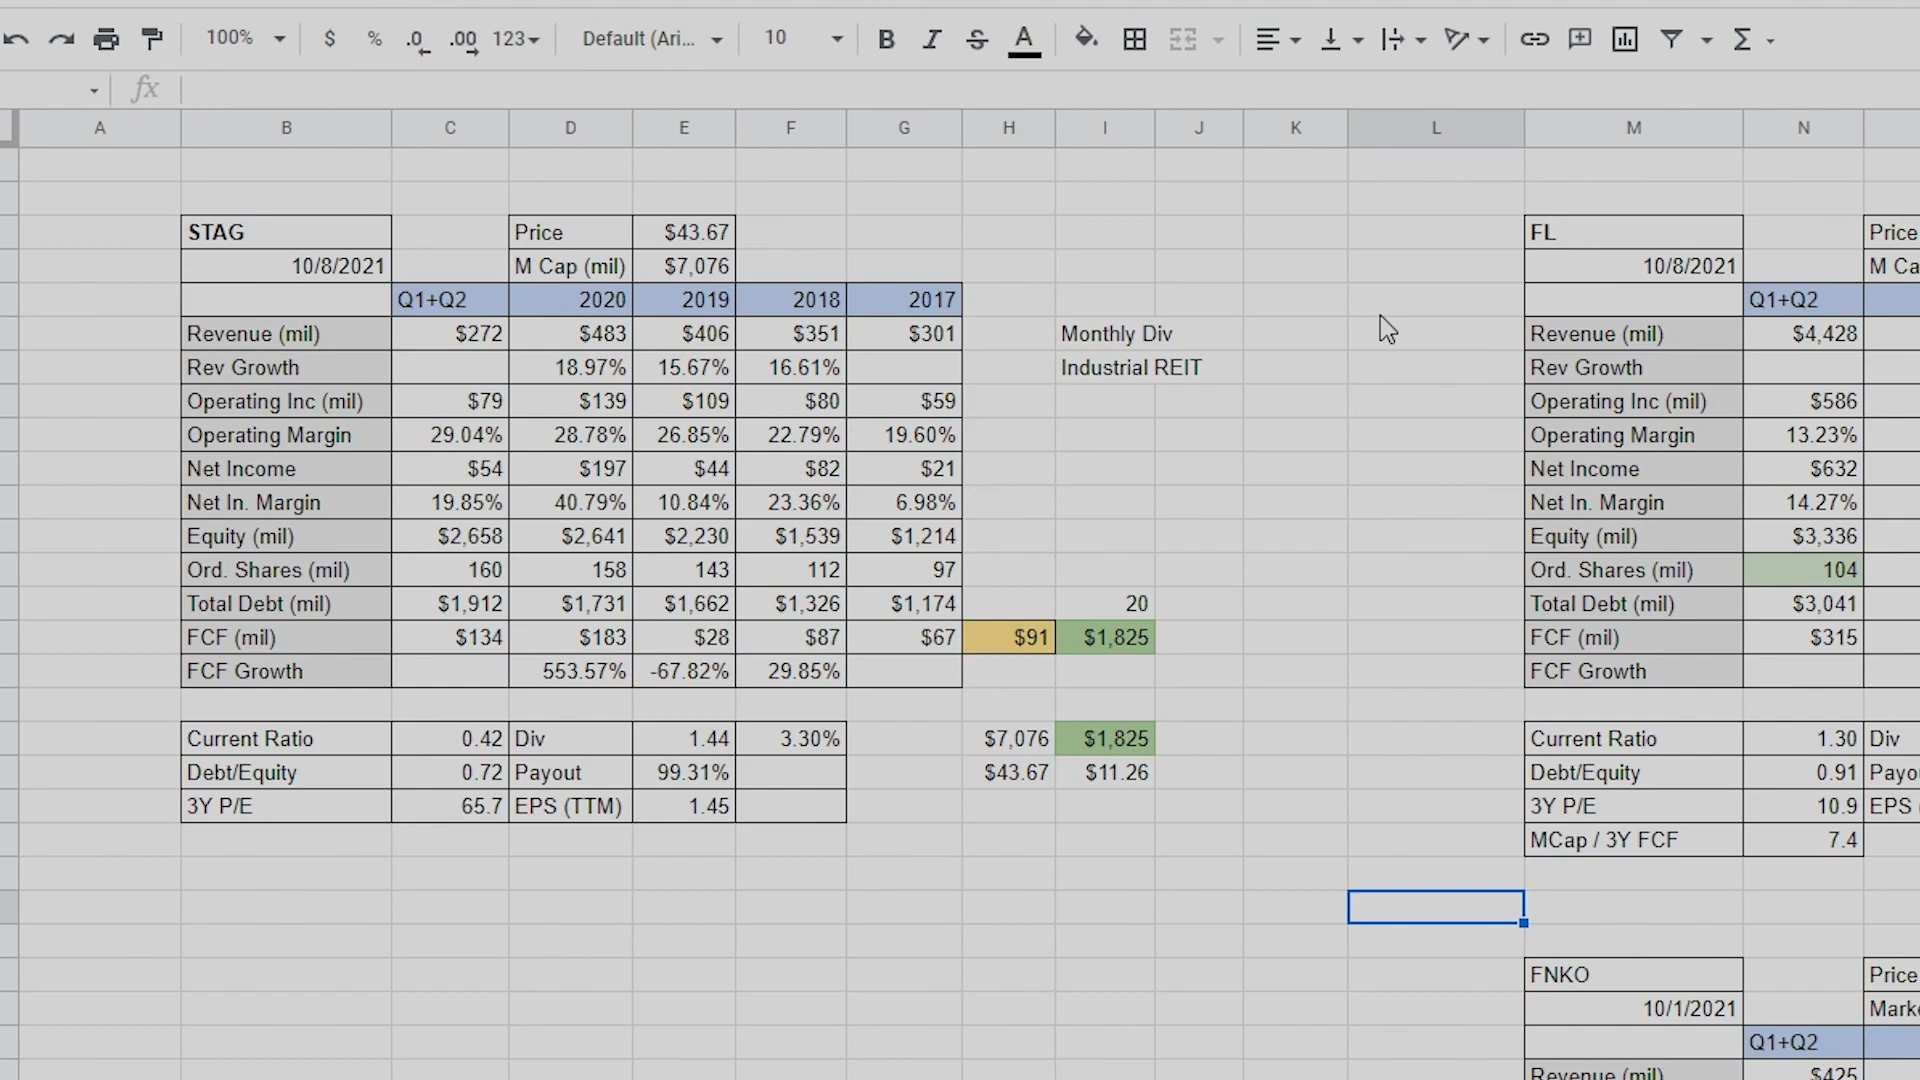 100% $ % .0 .00 123 Default (Ari... 10 B I S A Σ
fx
A B C D E F G H I J K L M N
STAG Price $43.67 FL Price
10/8/2021 M Cap (mil) $7,076 10/8/2021 M Ca
Q1+Q2 2020 2019 2018 2017 Q1+Q2
Revenue (mil) $272 $483 $406 $351 $301 Monthly Div Revenue (mil) $4,428
Rev Growth 18.97% 15.67% 16.61% Industrial REIT Rev Growth
Operating Inc (mil) $79 $139 $109 $80 $59 Operating Inc (mil) $586
Operating Margin 29.04% 28.78% 26.85% 22.79% 19.60% Operating Margin 13.23%
Net Income $54 $197 $44 $82 $21 Net Income $632
Net In. Margin 19.85% 40.79% 10.84% 23.36% 6.98% Net In. Margin 14.27%
Equity (mil) $2,658 $2,641 $2,230 $1,539 $1,214 Equity (mil) $3,336
Ord. Shares (mil) 160 158 143 112 97 Ord. Shares (mil) 104
Total Debt (mil) $1,912 $1,731 $1,662 $1,326 $1,174 20 Total Debt (mil) $3,041
FCF (mil) $134 $183 $28 $87 $67 $91 $1,825 FCF (mil) $315
FCF Growth 553.57% -67.82% 29.85% FCF Growth
Current Ratio 0.42 Div 1.44 3.30% $7,076 $1,825 Current Ratio 1.30 Div
Debt/Equity 0.72 Payout 99.31% $43.67 $11.26 Debt/Equity 0.91 Payo
3Y P/E 65.7 EPS (TTM) 1.45 3Y P/E 10.9 EPS
MCap / 3Y FCF 7.4
FNKO Price
10/1/2021 Marke
Q1+Q2
Revenue (mil) $425